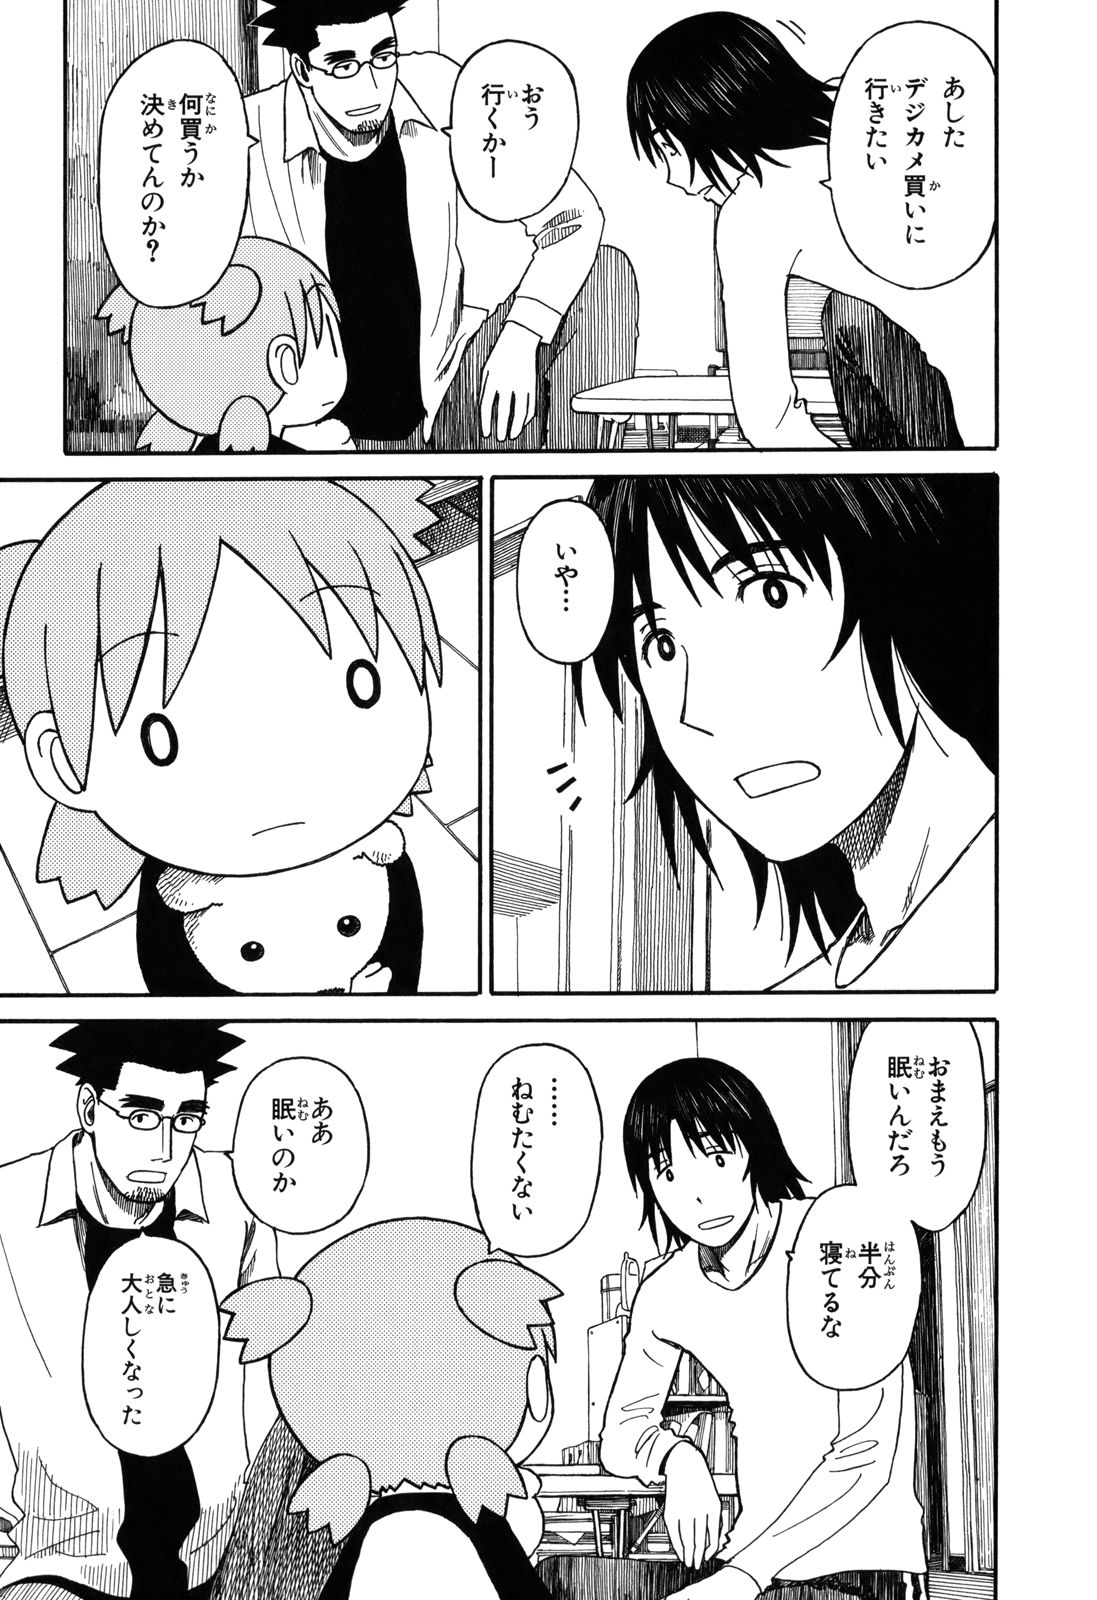 あした
デジカメ買いに
行きたい
おう
行くかー
何買うか
決めてんのか？
いや…
おまえもう
眠いんだろ
半分
寝てるな
……
ねむたくない
ああ
眠いのか
急に
大人しくなった